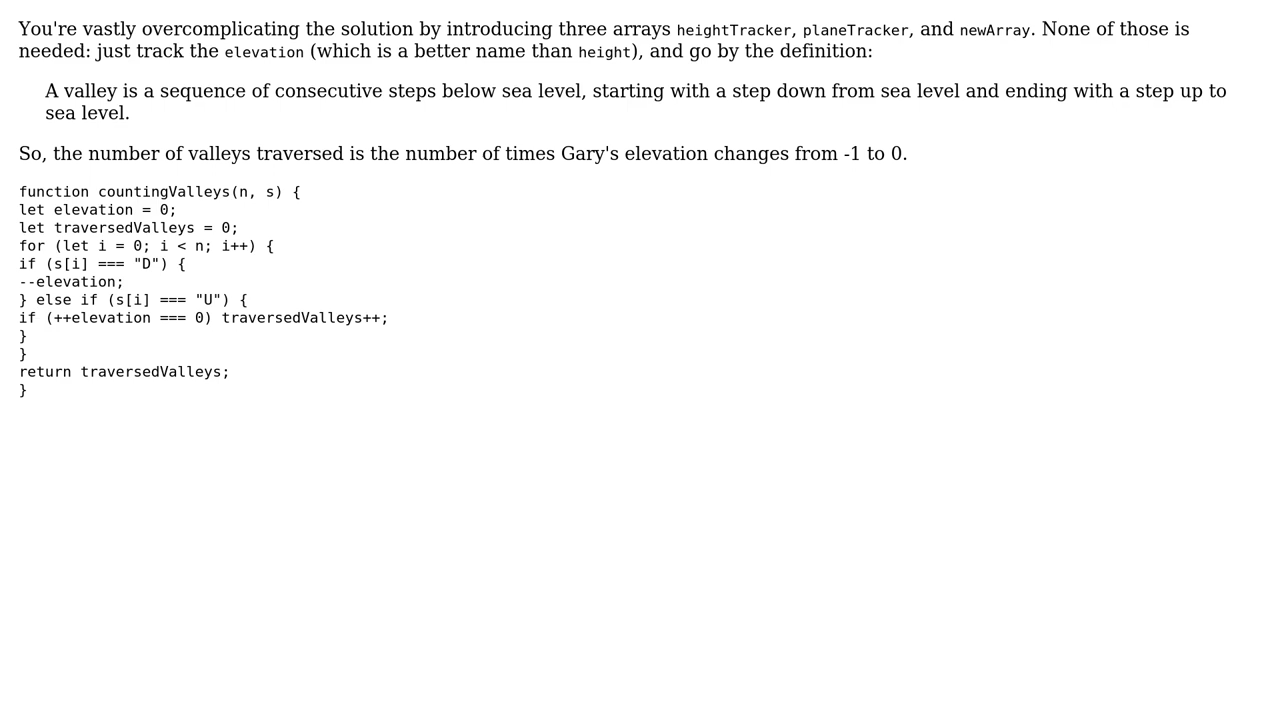 You're vastly overcomplicating the solution by introducing three arrays heightTracker, planeTracker, and newArray. None of those is
needed: just track the elevation (which is a better name than height), and go by the definition:
A valley is a sequence of consecutive steps below sea level, starting with a step down from sea level and ending with a step up to
sea level.
So, the number of valleys traversed is the number of times Gary's elevation changes from -1 to 0.
function countingValleys(n, s) {
let elevation = 0;
let traversedValleys = 0;
for (let i = 0; i < n; i++) {
if (s[i] === "D") {
--elevation;
} else if (s[i] === "U") {
if (++elevation === 0) traversedValleys++;
}
}
return traversedValleys;
}